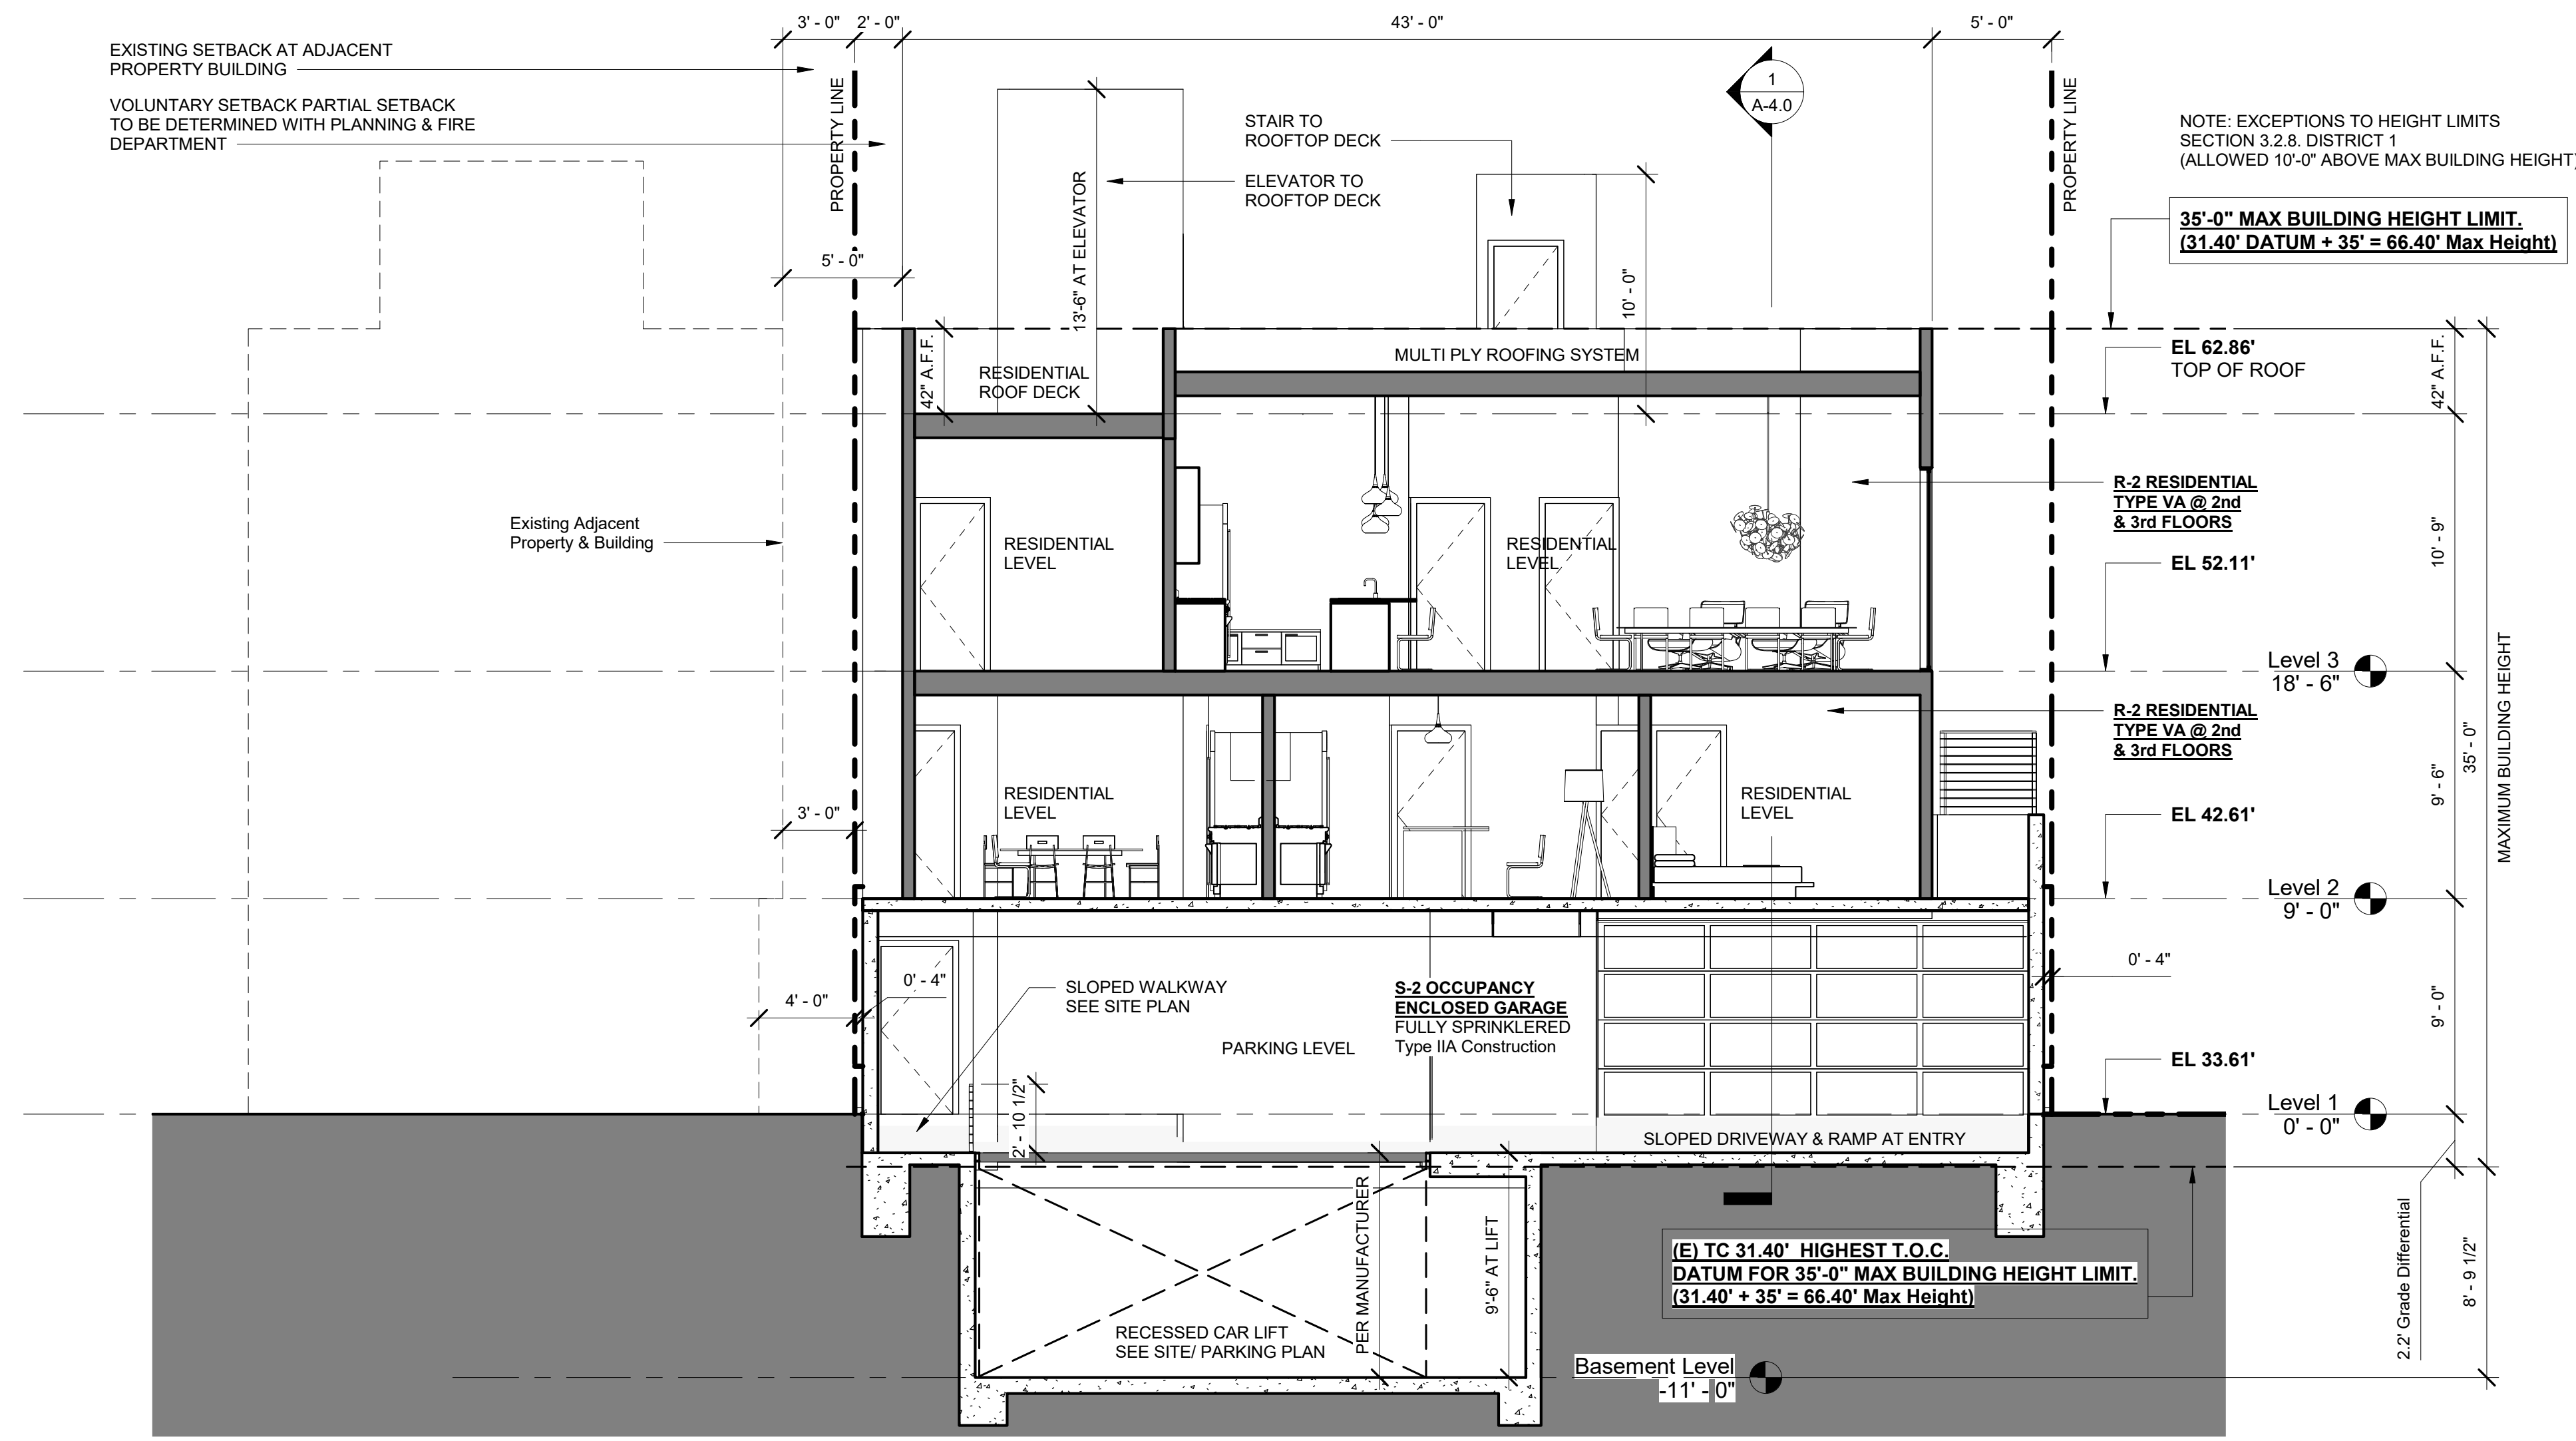 3' - 0"
2' - 0"
43' - 0"
5' - 0"
EXISTING SETBACK AT ADJACENT
PROPERTY BUILDING
VOLUNTARY SETBACK PARTIAL SETBACK
TO BE DETERMINED WITH PLANNING & FIRE
DEPARTMENT
PROPERTY LINE
1
A-4.0
STAIR TO
ROOFTOP DECK
ELEVATOR TO
ROOFTOP DECK
PROPERTY LINE
NOTE: EXCEPTIONS TO HEIGHT LIMITS
SECTION 3.2.8. DISTRICT 1
(ALLOWED 10'-0" ABOVE MAX BUILDING HEIGHT)
35'-0" MAX BUILDING HEIGHT LIMIT.
(31.40' DATUM + 35' = 66.40' Max Height)
5' - 0"
13'-6" AT ELEVATOR
10' - 0"
42" A.F.F.
RESIDENTIAL
ROOF DECK
MULTI PLY ROOFING SYSTEM
EL 62.86'
TOP OF ROOF
42" A.F.F.
Existing Adjacent
Property & Building
RESIDENTIAL
LEVEL
RESIDENTIAL
LEVEL
R-2 RESIDENTIAL
TYPE VA @ 2nd
& 3rd FLOORS
10' - 9"
EL 52.11'
Level 3
18' - 6"
R-2 RESIDENTIAL
TYPE VA @ 2nd
& 3rd FLOORS
35' - 0"
MAXIMUM BUILDING HEIGHT
9' - 6"
3' - 0"
RESIDENTIAL
LEVEL
RESIDENTIAL
LEVEL
EL 42.61'
Level 2
9' - 0"
4' - 0"
0' - 4"
SLOPED WALKWAY
SEE SITE PLAN
PARKING LEVEL
S-2 OCCUPANCY
ENCLOSED GARAGE
FULLY SPRINKLERED
Type IIA Construction
0' - 4"
9' - 0"
EL 33.61'
Level 1
0' - 0"
2' - 10 1/2"
SLOPED DRIVEWAY & RAMP AT ENTRY
PER MANUFACTURER
9'-6" AT LIFT
RECESSED CAR LIFT
SEE SITE/ PARKING PLAN
(E) TC 31.40'  HIGHEST T.O.C.
DATUM FOR 35'-0" MAX BUILDING HEIGHT LIMIT.
(31.40' + 35' = 66.40' Max Height)
2.2' Grade Differential
8' - 9 1/2"
Basement Level
-11' - 0"